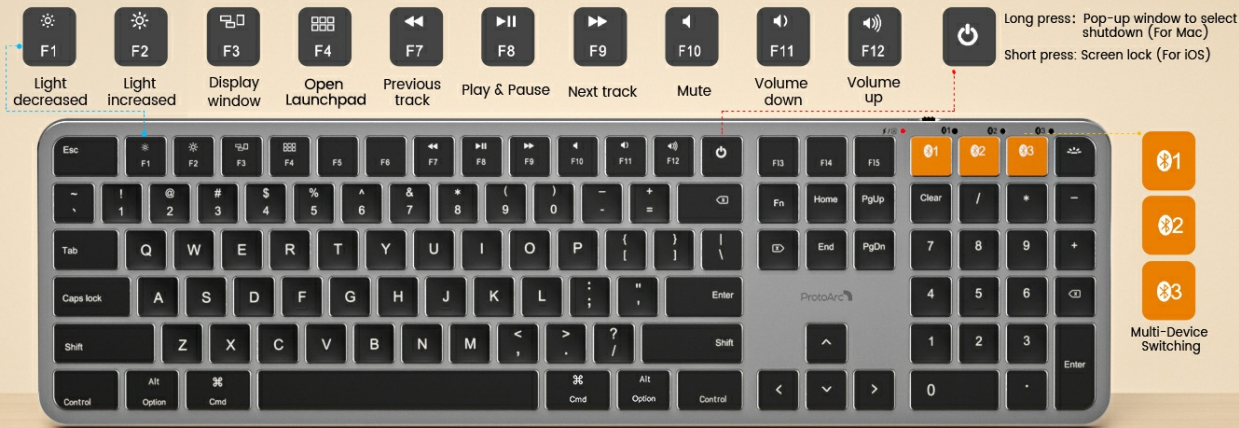 F1 F2 F3 F4 F7 F8 F9 F10 F11 F12
Light decreased
Light increased
Display window
Open Launchpad
Previous track
Play & Pause
Next track
Mute
Volume down
Volume up
Long press: Pop-up window to select shutdown (For Mac)
Short press: Screen lock (For iOS)
1 2 3
Esc F1 F2 F3 F4 F5 F6 F7 F8 F9 F10 F11 F12 F13 F14 F15 1 2 3
~ ` ! 1 @ 2 # 3 $ 4 % 5 ^ 6 & 7 * 8 ( 9 ) 0 _ - + = Fn Home PgUp Clear / * -
Tab Q W E R T Y U I O P { [ } ] | \ End PgDn 7 8 9 +
Caps lock A S D F G H J K L : ; " ' Enter ProtoArc 4 5 6
Shift Z X C V B N M < , > . ? / Shift ^ 1 2 3 Enter
Control Alt Option ⌘ Cmd ⌘ Cmd Alt Option Control < > 0 .
1
2
3
Multi-Device
Switching